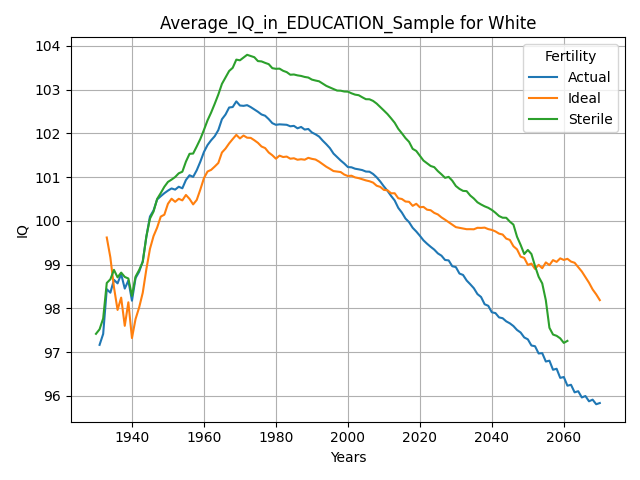 Average_IQ_in_EDUCATION_Sample for White
104
103
102
101
100
99
98
97
96
IQ
Fertility
Actual
Ideal
Sterile
1940 1960 1980 2000 2020 2040 2060
Years